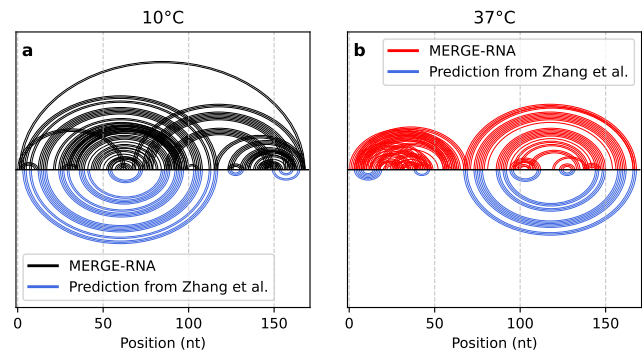 10°C
37°C
a
b
MERGE-RNA
Prediction from Zhang et al.
MERGE-RNA
Prediction from Zhang et al.
0 50 100 150
0 50 100 150
Position (nt)
Position (nt)